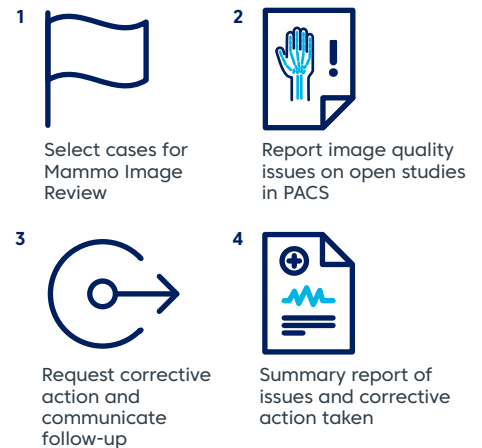 1
Select cases for
Mammo Image
Review
2
Report image quality
issues on open studies
in PACS
3
Request corrective
action and
communicate
follow-up
4
Summary report of
issues and corrective
action taken